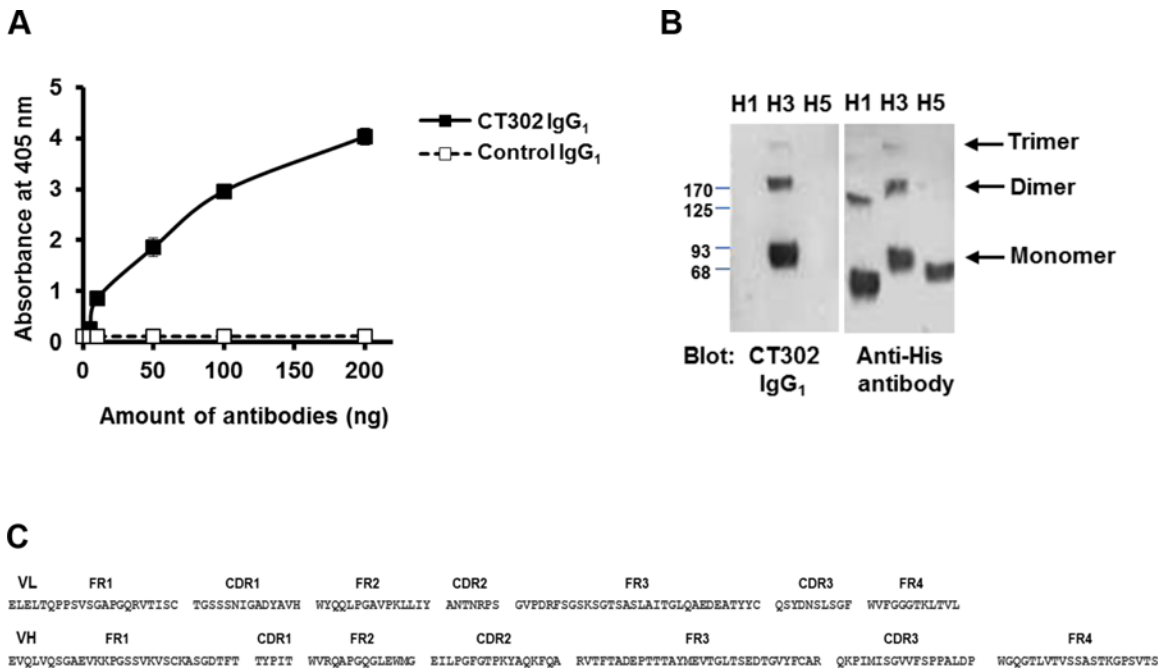 A
Absorbance at 405 nm
5
4
3
2
1
0
0 50 100 150 200
Amount of antibodies (ng)
CT302 IgG₁
Control IgG₁
B
H1 H3 H5 H1 H3 H5
170
125
93
68
Trimer
Dimer
Monomer
Blot: CT302 IgG₁
Anti-His antibody
C
VL FR1 CDR1 FR2 CDR2 FR3 CDR3 FR4
ELELTQPPSVSGAPGQRVTISC TGSSSNIGADYAVH WYQQLPGAVPKLLIY ANTNRPS GVPDRFSGSKSGTSASLAITGLQAEDEATYYC QSYDNSLSGF WVFGGGTKLTVL
VH FR1 CDR1 FR2 CDR2 FR3 CDR3 FR4
EVQLVQSGAEVKKPGSSVKVSCKASGDTFT TYPIT WVRQAPGQGLEWMG EILPGFGTPKYAQKFQA RVTFTADEPTTTAYMEVTGLTSEDTGVYFCAR QKPIMISGVVFSPPALDP WGQGTLVTVSSASTKGPSVTS